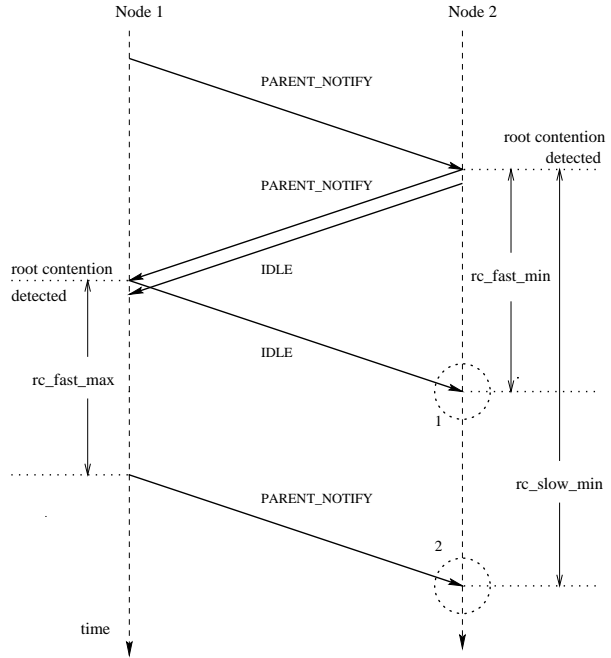 Node 1
Node 2
PARENT_NOTIFY
root contention
detected
PARENT_NOTIFY
root contention
detected
IDLE
rc_fast_min
IDLE
rc_fast_max
1
rc_slow_min
PARENT_NOTIFY
2
time